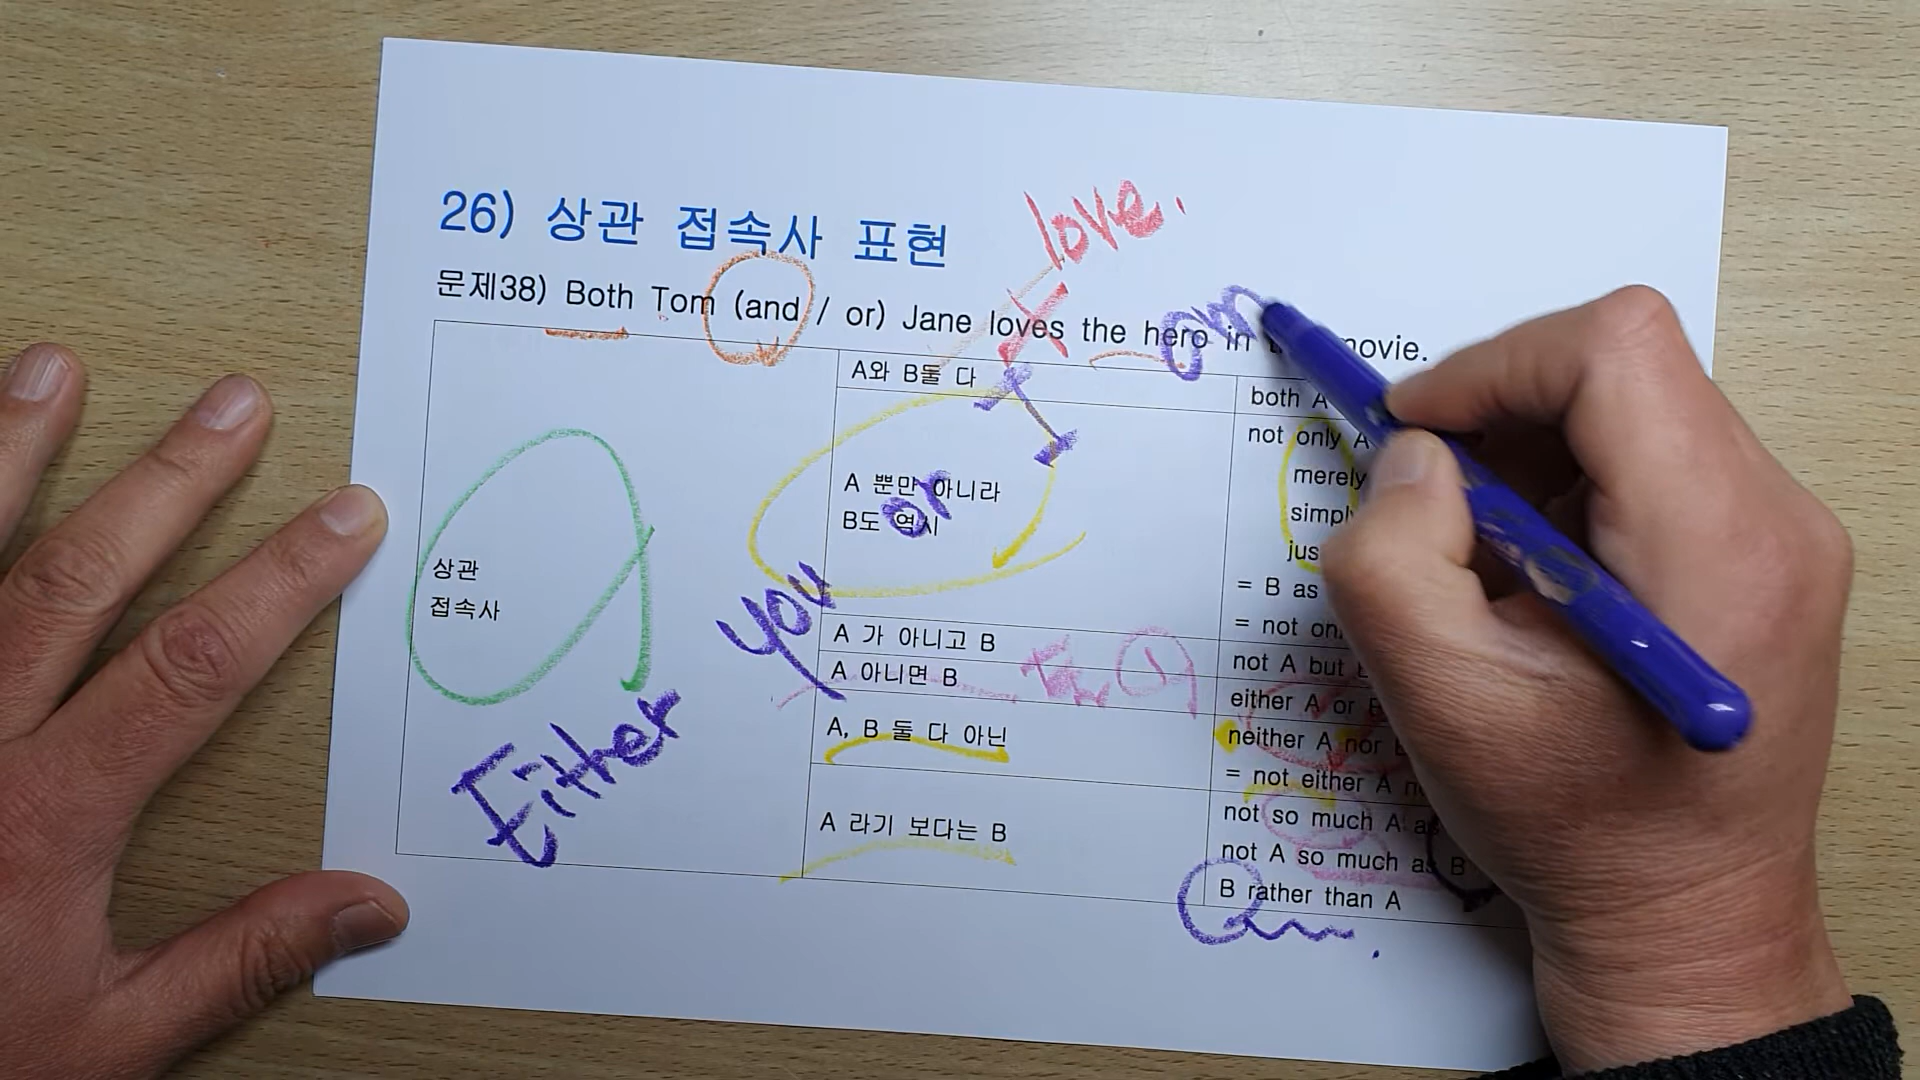 26) 상관 접속사 표현
love.
문제38) Both Tom (and / or) Jane loves the hero in movie.
A와 B둘 다
both A
상관
접속사
A 뿐만 아니라
B도 역시
not only A
merely
simply
= B as
I
or
you
Either
am
A 가 아니고 B
not A but
A 아니면 B
either A or B
A, B 둘 다 아닌
neither A nor
= not either A
A 라기 보다는 B
not so much A as
not A so much as B
B rather than A